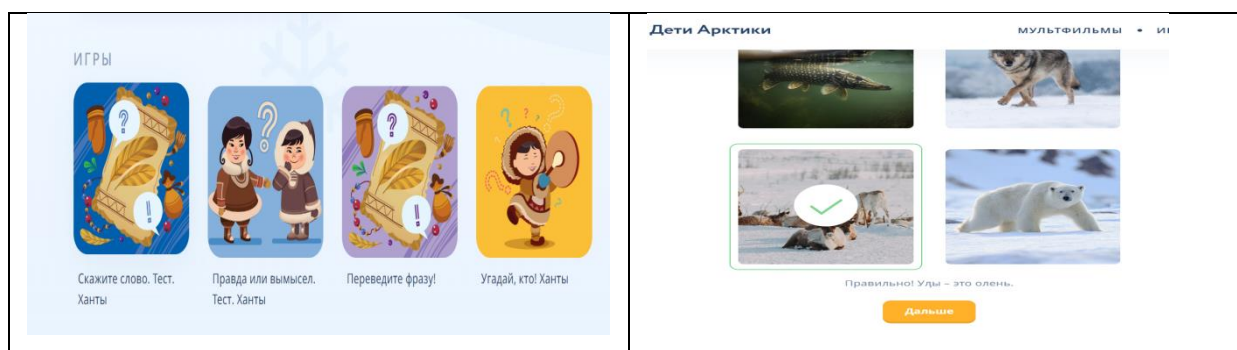 ИГРЫ
Скажите слово. Тест.
Ханты
Правда или вымысел.
Тест. Ханты
Переведите фразу!
Угадай, кто! Ханты
Дети Арктики
МУЛЬТФИЛЬМЫ • И
Правильно! Уды – это олень.
Дальше